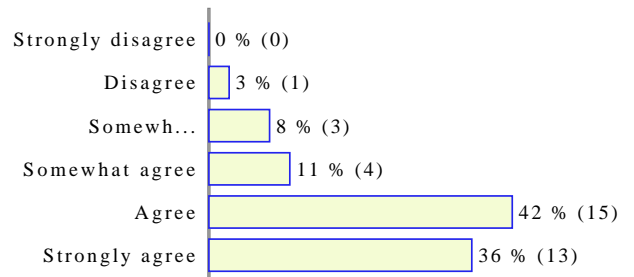 Strongly disagree 0 % (0)
Disagree 3 % (1)
Somewh... 8 % (3)
Somewhat agree 11 % (4)
Agree 42 % (15)
Strongly agree 36 % (13)